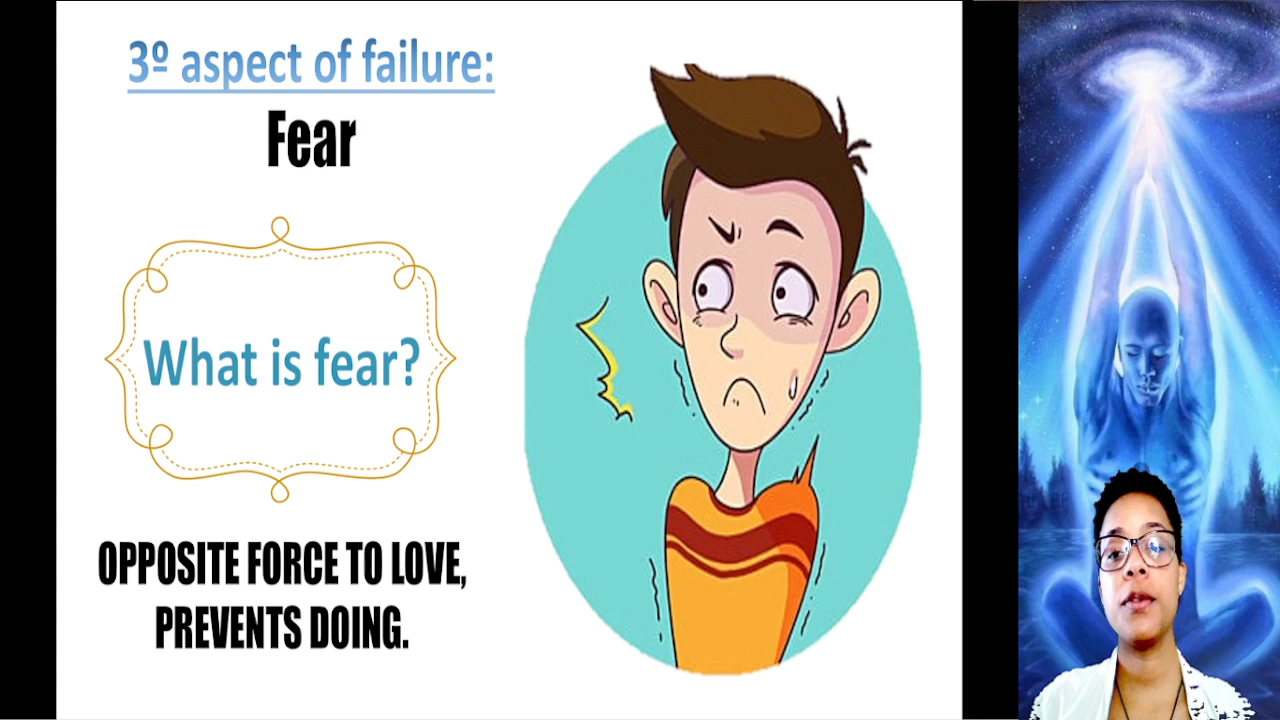 3º aspect of failure:
Fear
What is fear?
OPPOSITE FORCE TO LOVE,
PREVENTS DOING.